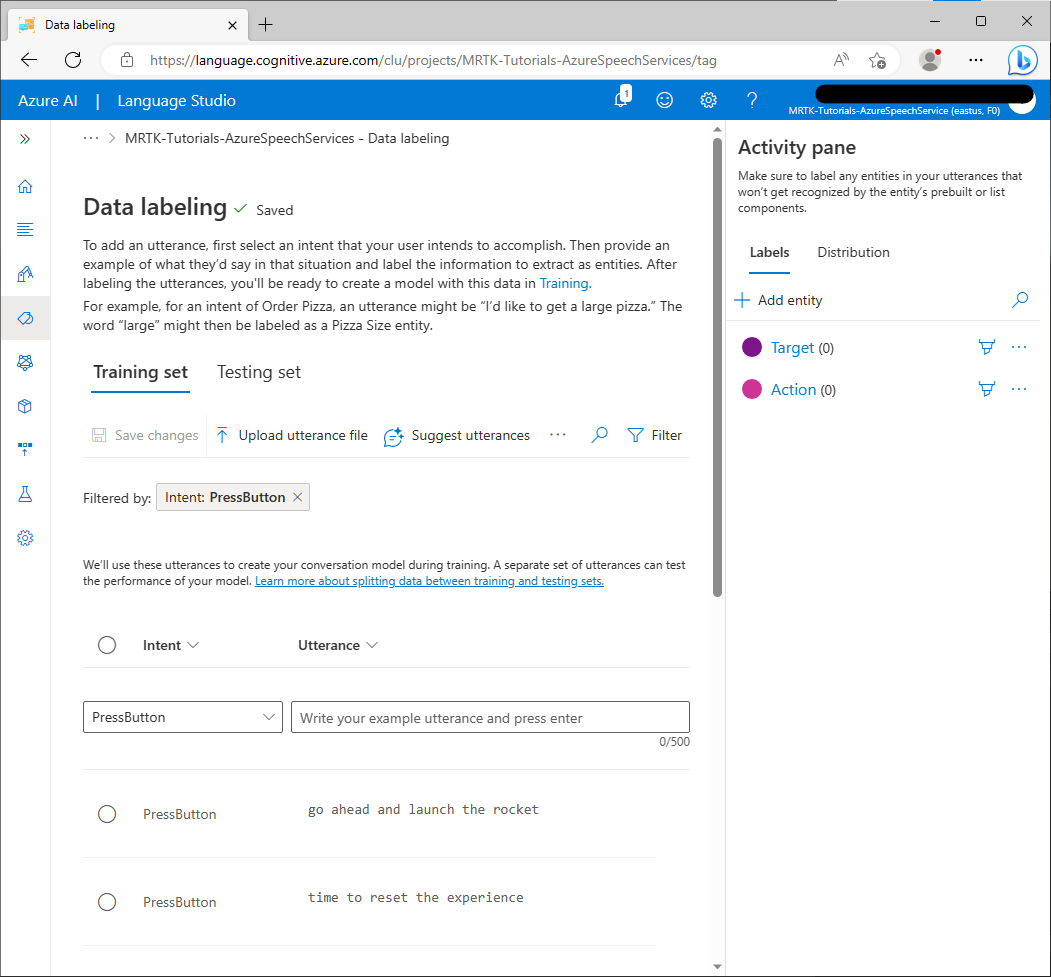 Data labeling
https://language.cognitive.azure.com/clu/projects/MRTK-Tutorials-AzureSpeechServices/tag
Azure AI | Language Studio
1
?
MRTK-Tutorials-AzureSpeechService (eastus, F0)
··· > MRTK-Tutorials-AzureSpeechServices - Data labeling
Data labeling
Saved
To add an utterance, first select an intent that your user intends to accomplish. Then provide an
example of what they’d say in that situation and label the information to extract as entities. After
labeling the utterances, you'll be ready to create a model with this data in Training.
For example, for an intent of Order Pizza, an utterance might be “I’d like to get a large pizza.” The
word “large” might then be labeled as a Pizza Size entity.
Training set
Testing set
Save changes
Upload utterance file
Suggest utterances
···
Filter
Filtered by:
Intent: PressButton
We’ll use these utterances to create your conversation model during training. A separate set of utterances can test
the performance of your model. Learn more about splitting data between training and testing sets.
Intent
Utterance
PressButton
Write your example utterance and press enter
0/500
PressButton
go ahead and launch the rocket
PressButton
time to reset the experience
Activity pane
Make sure to label any entities in your utterances that
won’t get recognized by the entity’s prebuilt or list
components.
Labels
Distribution
Add entity
Target (0)
···
Action (0)
···